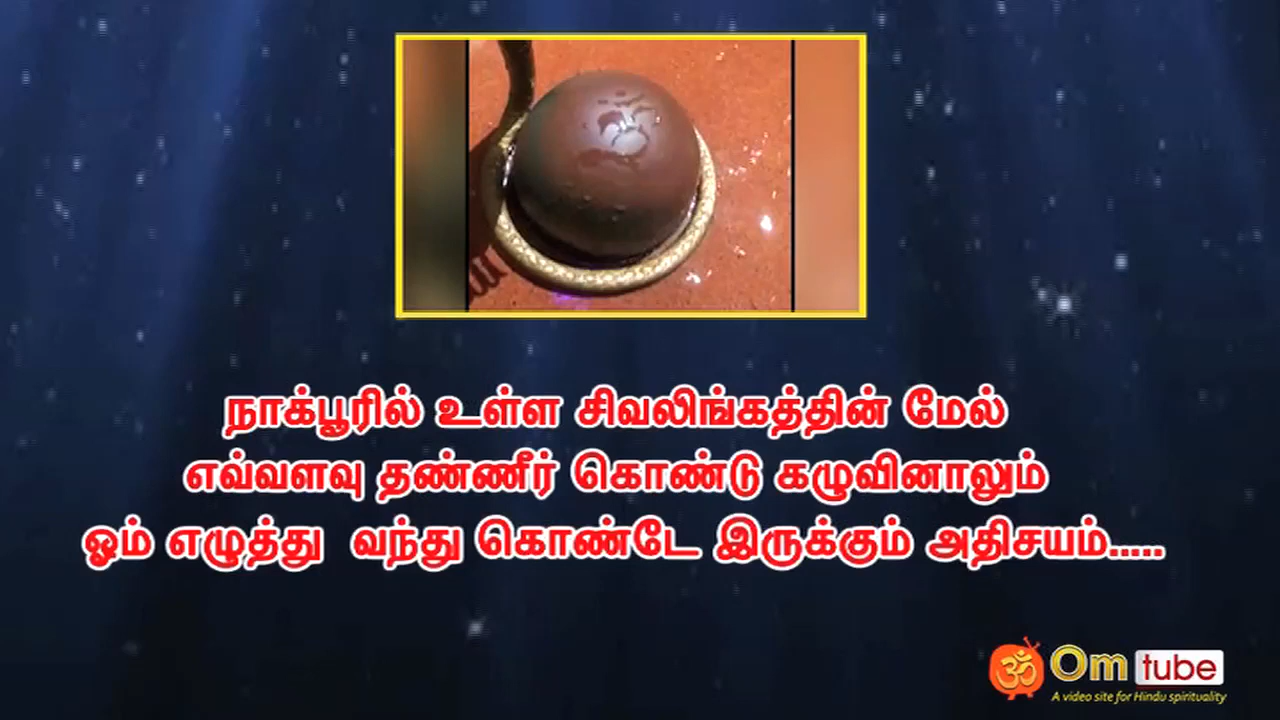 நாக்பூரில் உள்ள சிவலிங்கத்தின் மேல்
எவ்வளவு தண்ணீர் கொண்டு கழுவினாலும்
ஓம் எழுத்து வந்து கொண்டே இருக்கும் அதிசயம்.....
ॐ Om tube
A video site for Hindu spirituality